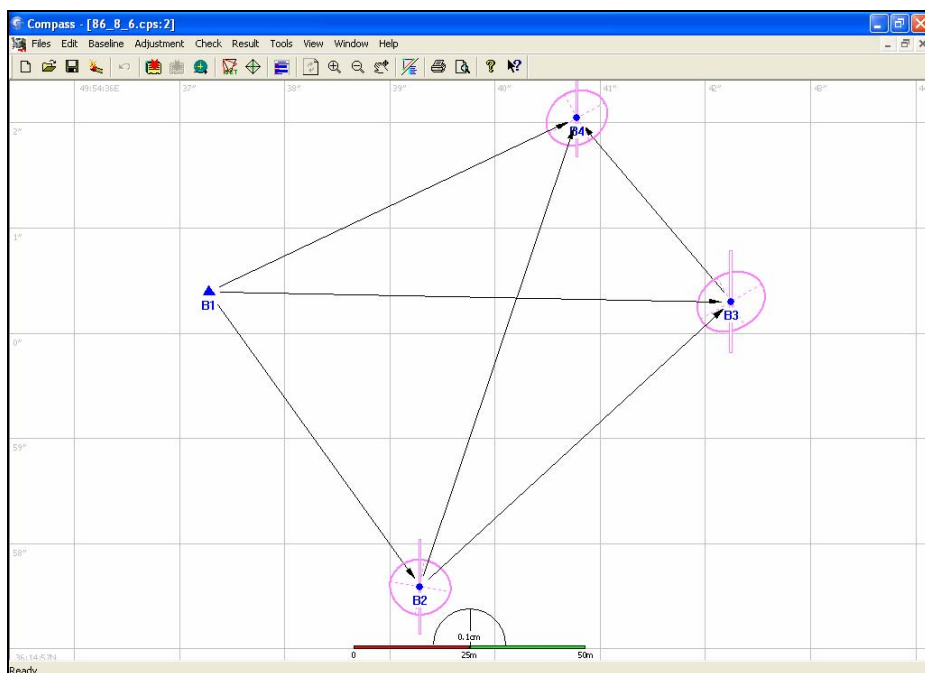 Compass - [B6_8_6.cps:2]
Files Edit Baseline Adjustment Check Result Tools View Window Help
49:54:36E 37" 38" 39" 40" 41" 42" 43" 44
2"
B4
1"
B1
B3
0"
59"
58"
B2
0.1cm
0 25m 50m
Ready